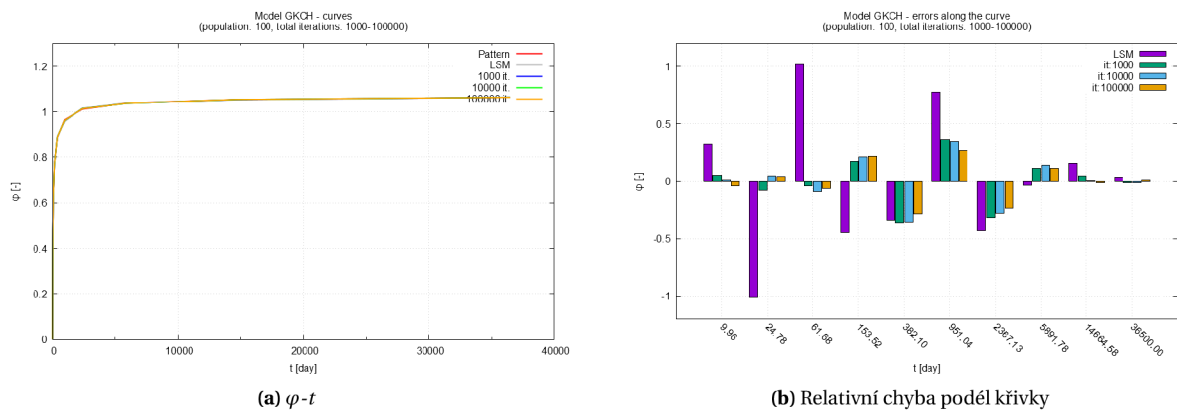 Model GKCH - curves
(population: 100, total iterations: 1000-100000)
Pattern
LSM
1000 it.
10000 it.
100000 it.
1.2
1
0.8
0.6
0.4
0.2
0
φ [-]
0 10000 20000 30000 40000
t [day]
(a) φ-t
Model GKCH - errors along the curve
(population: 100, total iterations: 1000-100000)
LSM
it:1000
it:10000
it:100000
1
0.5
0
-0.5
-1
φ [-]
9.96 24.78 61.68 153.52 382.10 951.04 2367.13 5891.78 14664.58 36500.00
t [day]
(b) Relativní chyba podél křivky